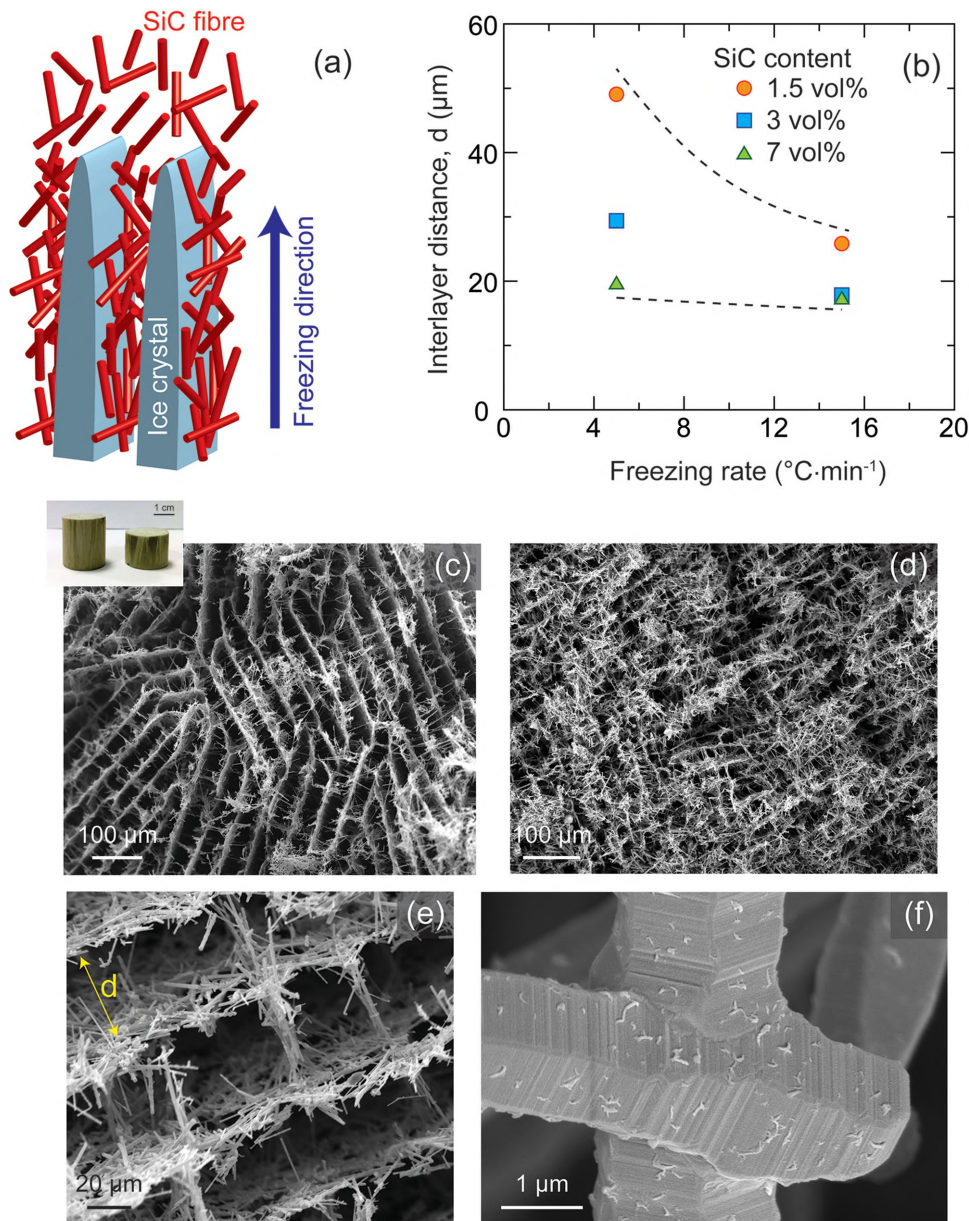 SiC fibre
(a)
Ice crystal
Freezing direction
(b)
SiC content
1.5 vol%
3 vol%
7 vol%
60
40
20
0
Interlayer distance, d (µm)
0 4 8 12 16 20
Freezing rate (°C·min⁻¹)
1 cm
(c)
100 µm
(d)
100 µm
(e)
d
20 µm
(f)
1 µm